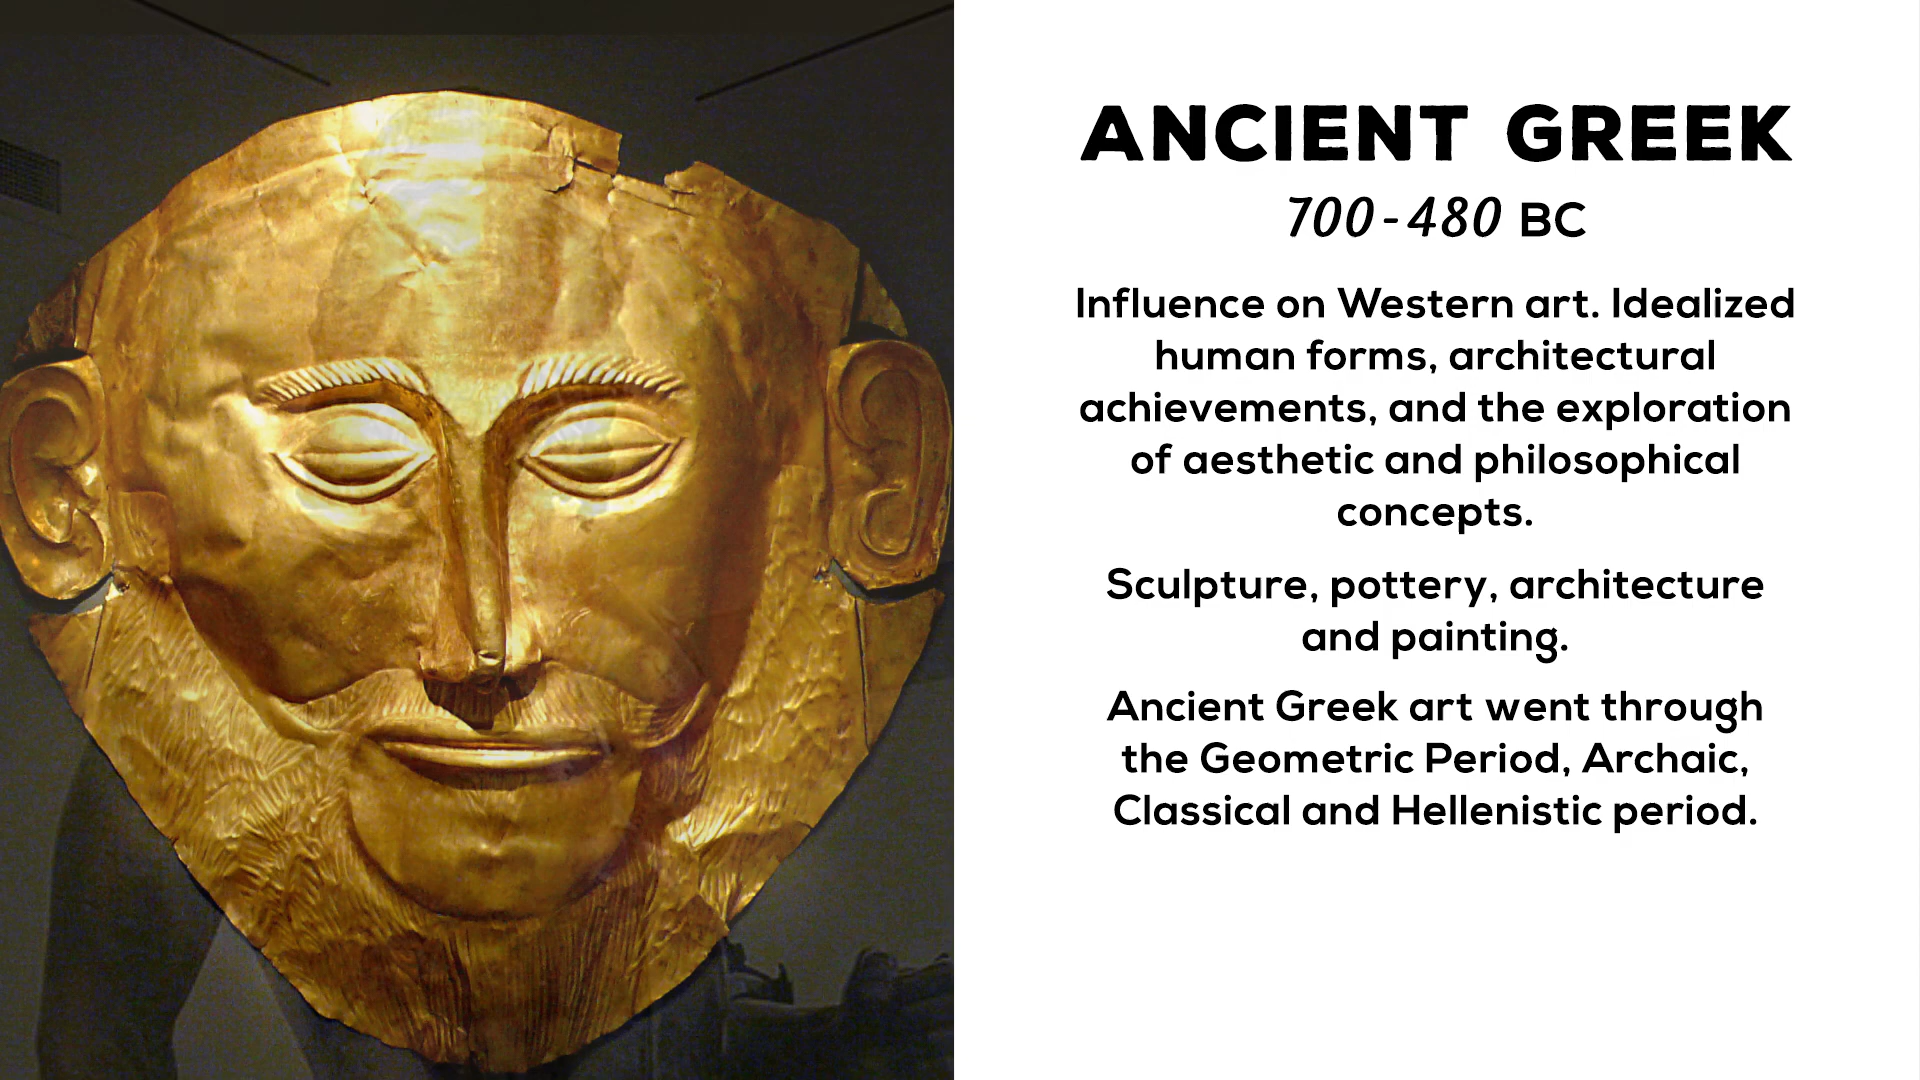 ANCIENT GREEK
700-480 BC
Influence on Western art. Idealized
human forms, architectural
achievements, and the exploration
of aesthetic and philosophical
concepts.
Sculpture, pottery, architecture
and painting.
Ancient Greek art went through
the Geometric Period, Archaic,
Classical and Hellenistic period.